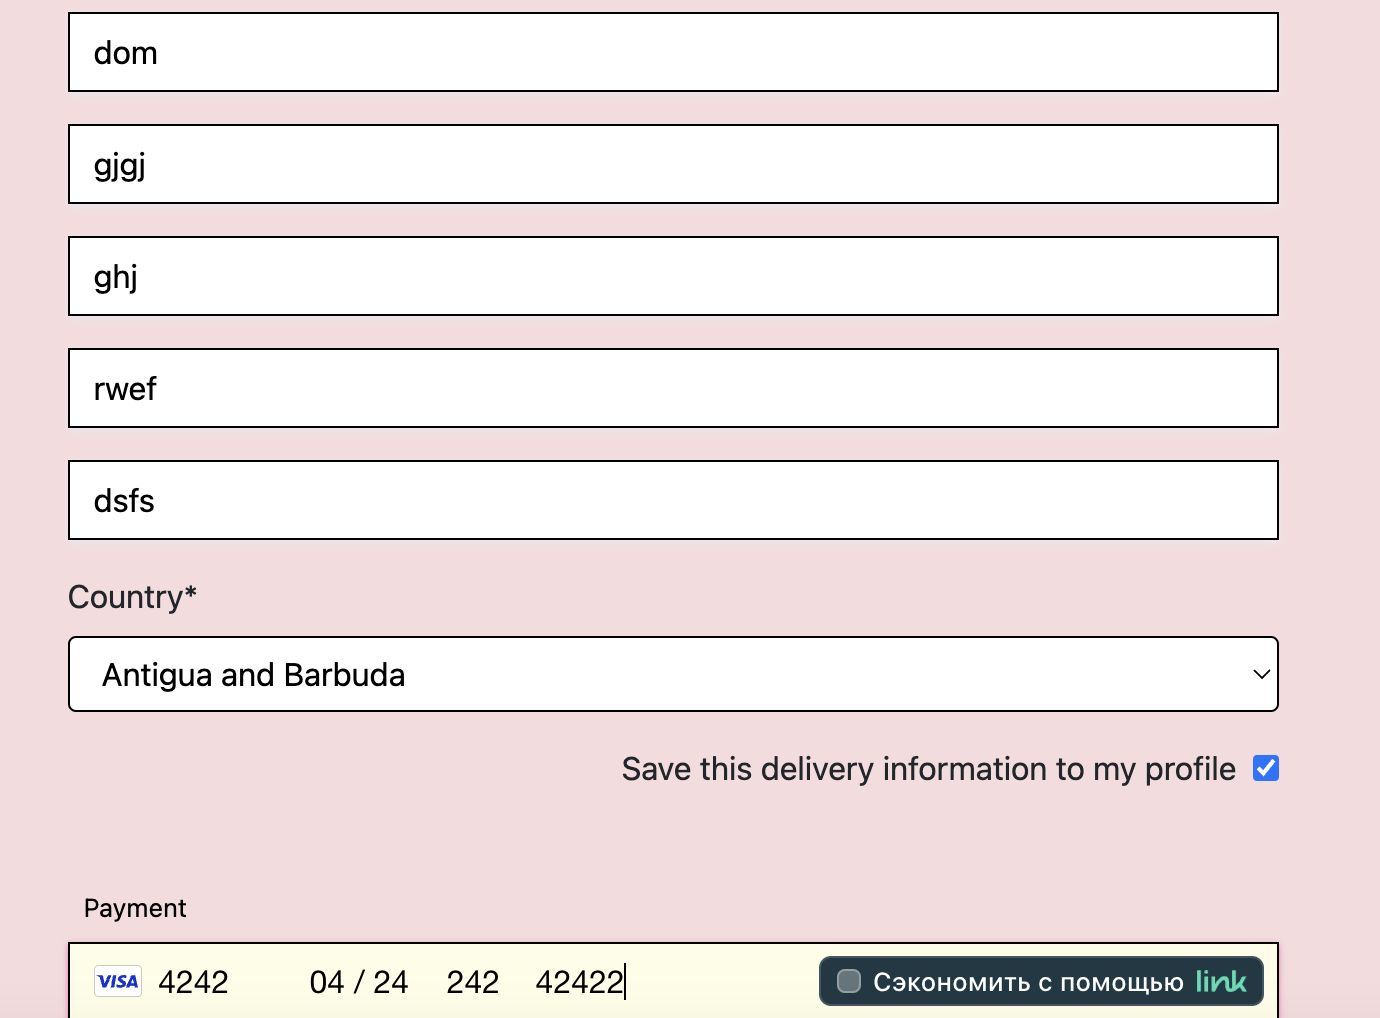 dom
gjgj
ghj
rwef
dsfs
Country*
Antigua and Barbuda
Save this delivery information to my profile
Payment
VISA 4242 04 / 24 242 42422 Сэкономить с помощью link